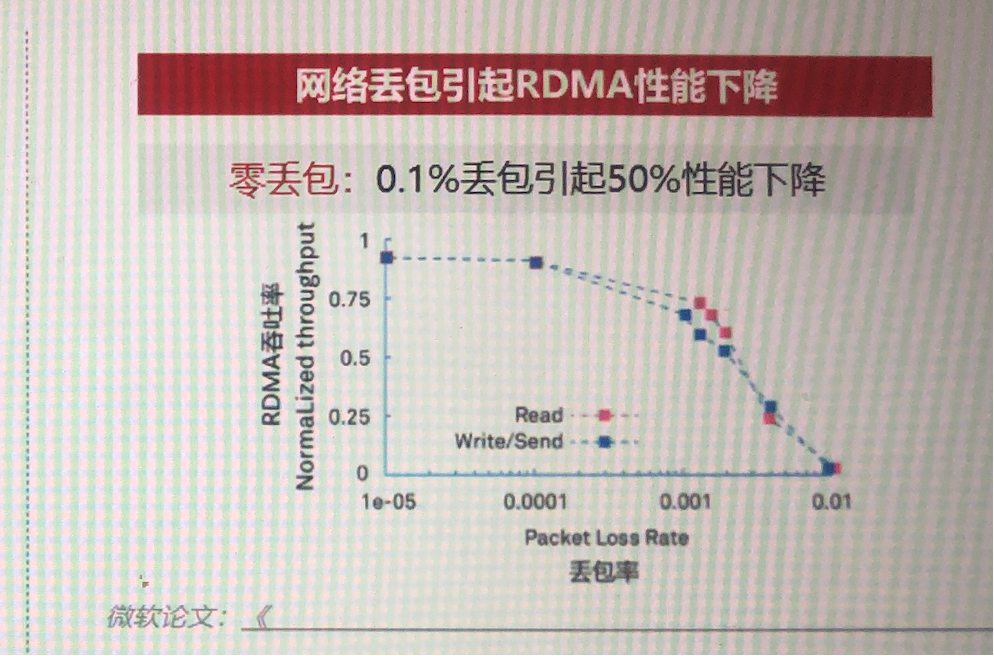 网络丢包引起RDMA性能下降
零丢包：0.1%丢包引起50%性能下降
RDMA吞吐率
Normalized throughput
1
0.75
0.5
0.25
0
Read
Write/Send
1e-05 0.0001 0.001 0.01
Packet Loss Rate
丢包率
微软论文：《